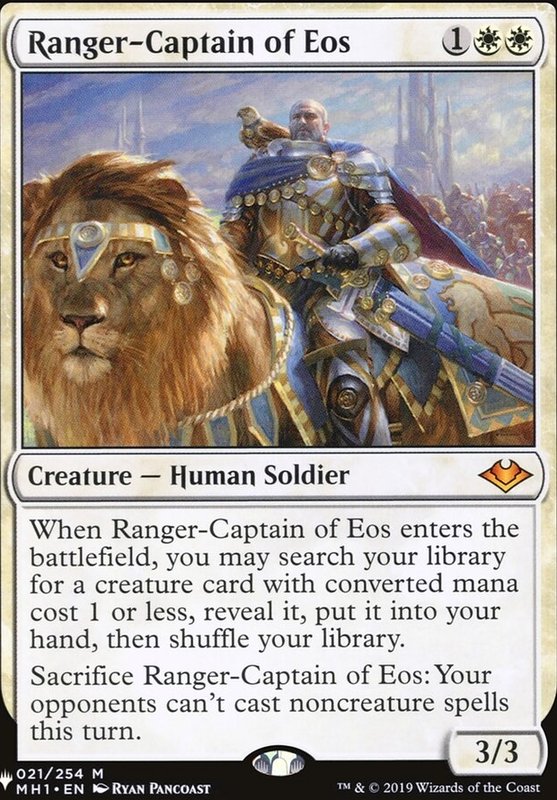 Ranger-Captain of Eos 1
Creature — Human Soldier
When Ranger-Captain of Eos enters the
battlefield, you may search your library
for a creature card with converted mana
cost 1 or less, reveal it, put it into your
hand, then shuffle your library.
Sacrifice Ranger-Captain of Eos: Your
opponents can't cast noncreature spells
this turn.
3/3
021/254 M
MH1 • EN Ryan Pancoast
™ & © 2019 Wizards of the Coast